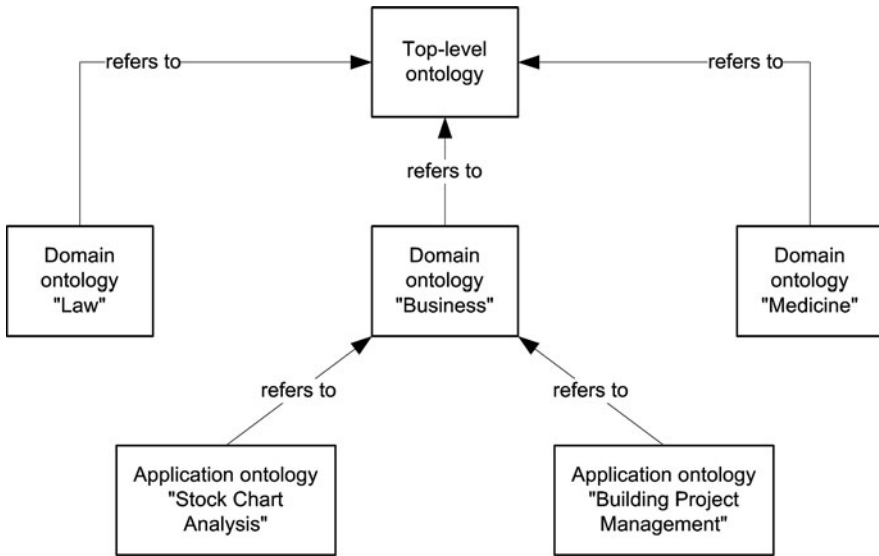 Top-level
ontology
refers to
refers to
refers to
Domain
ontology
"Law"
Domain
ontology
"Business"
Domain
ontology
"Medicine"
refers to
refers to
Application ontology
"Stock Chart
Analysis"
Application ontology
"Building Project
Management"